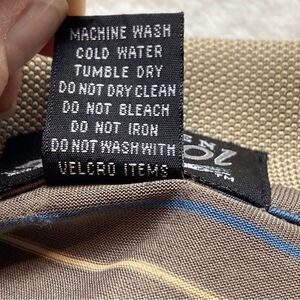 MACHINE WASH
COLD WATER
TUMBLE DRY
DO NOT DRY CLEAN
DO NOT BLEACH
DO NOT IRON
DO NOT WASH WITH
VELCRO ITEMS
TM